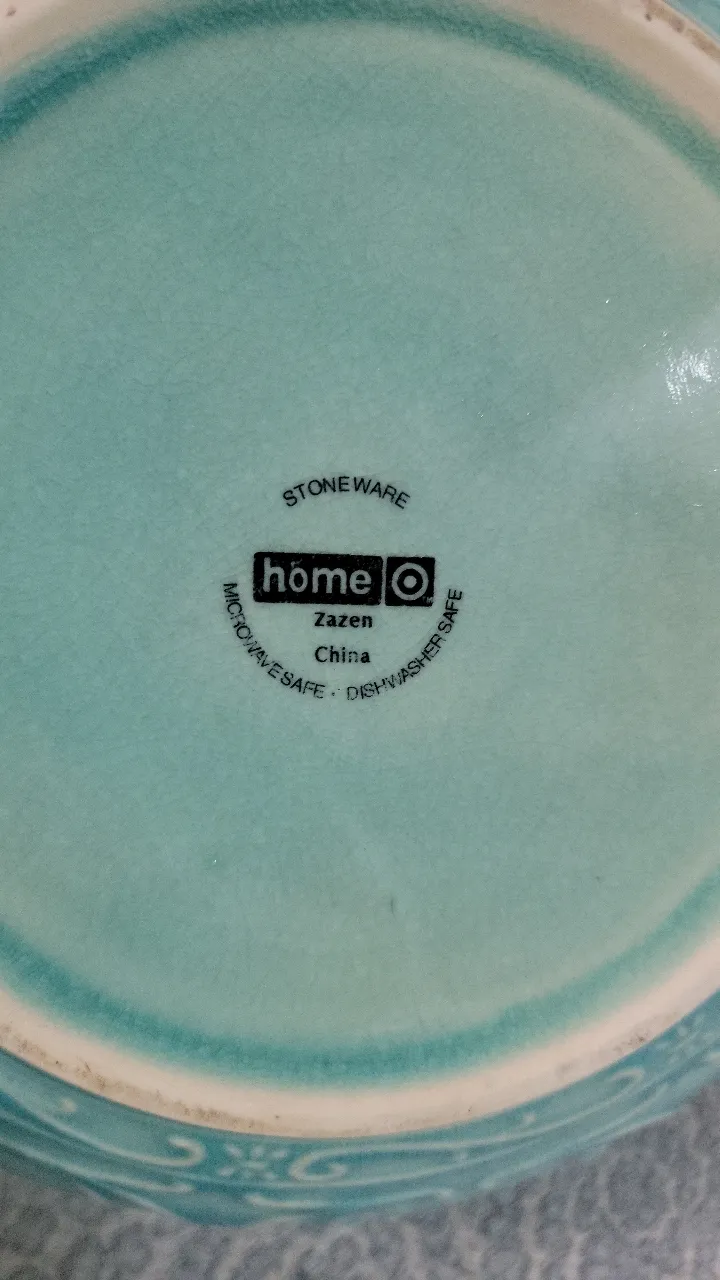 STONEWARE
home
Zazen
China
MICROWAVE SAFE · DISHWASHER SAFE